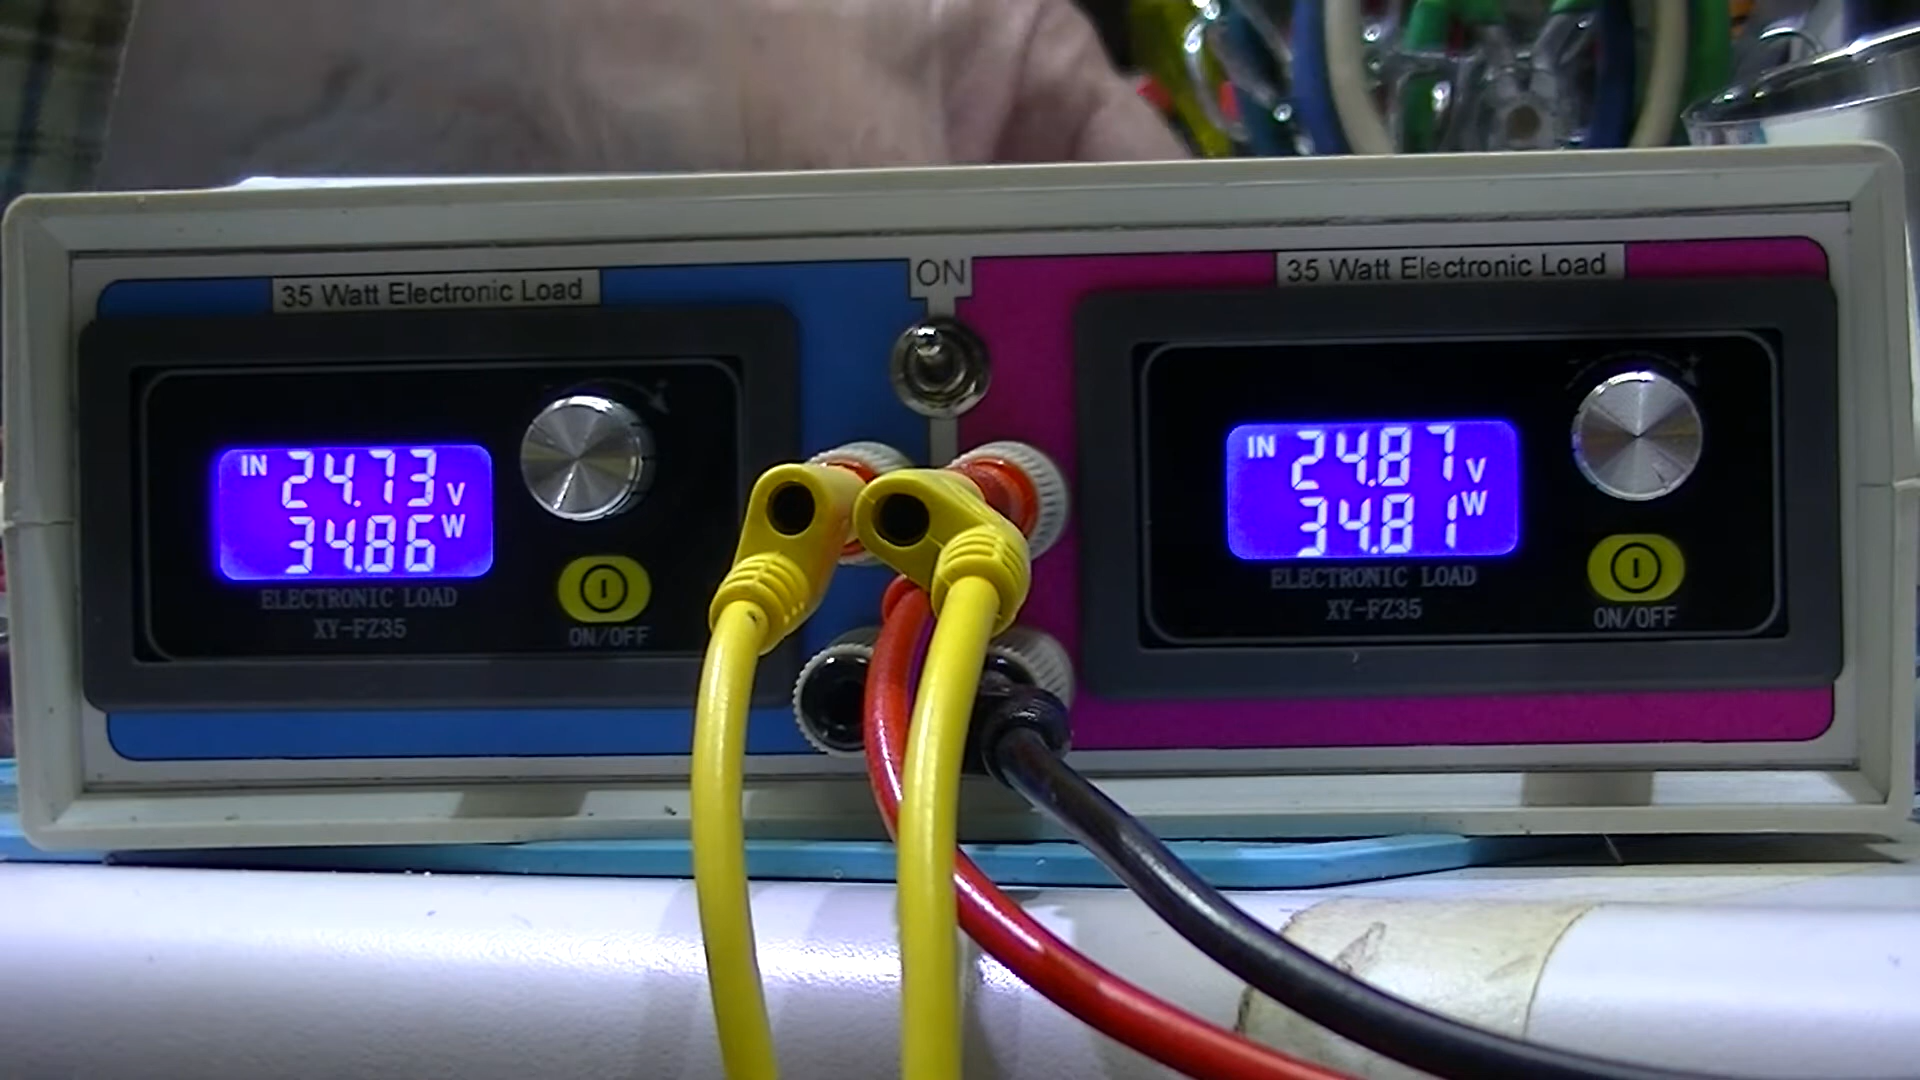 35 Watt Electronic Load
IN 24.73 V
34.86 W
ELECTRONIC LOAD
XY-FZ35
ON/OFF
ON
35 Watt Electronic Load
IN 24.87 V
34.81 W
ELECTRONIC LOAD
XY-FZ35
ON/OFF